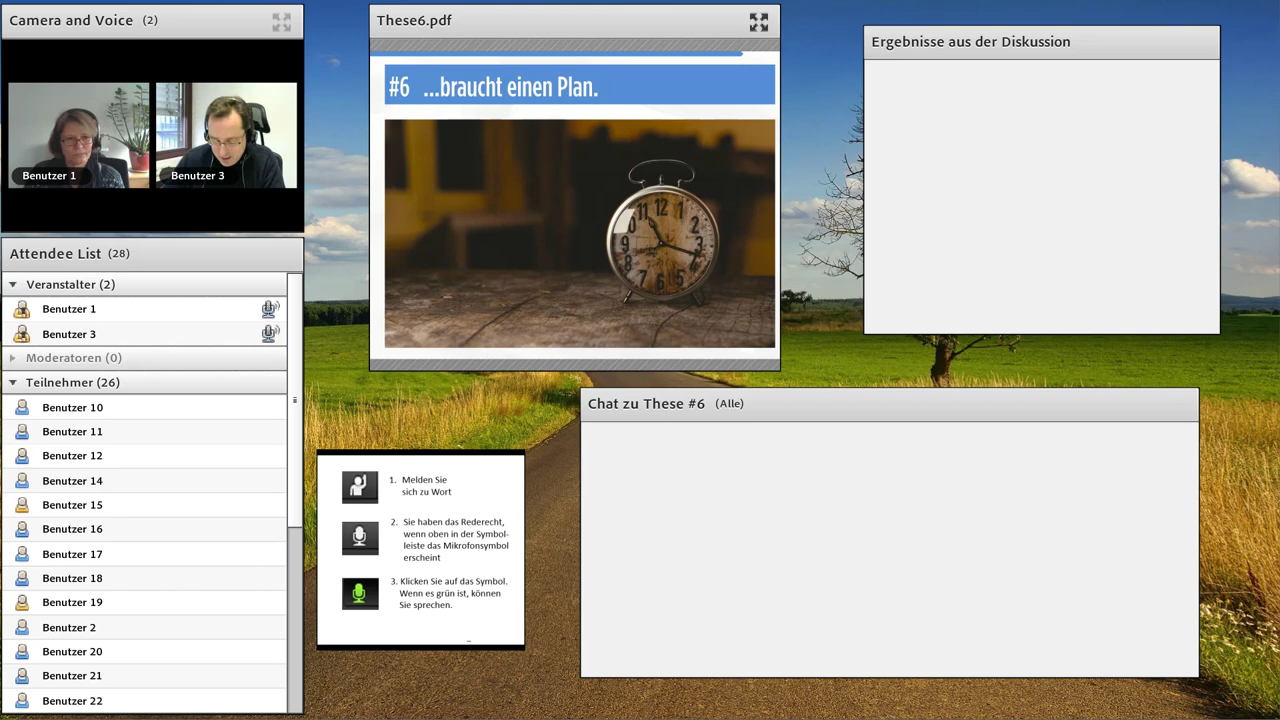 Camera and Voice (2)
Benutzer 1
Benutzer 3
Attendee List (28)
Veranstalter (2)
Benutzer 1
Benutzer 3
Moderatoren (0)
Teilnehmer (26)
Benutzer 10
Benutzer 11
Benutzer 12
Benutzer 14
Benutzer 15
Benutzer 16
Benutzer 17
Benutzer 18
Benutzer 19
Benutzer 2
Benutzer 20
Benutzer 21
Benutzer 22
These6.pdf
#6 ...braucht einen Plan.
1. Melden Sie
sich zu Wort
2. Sie haben das Rederecht,
wenn oben in der Symbol-
leiste das Mikrofonsymbol
erscheint
3. Klicken Sie auf das Symbol.
Wenn es grün ist, können
Sie sprechen.
Ergebnisse aus der Diskussion
Chat zu These #6 (Alle)